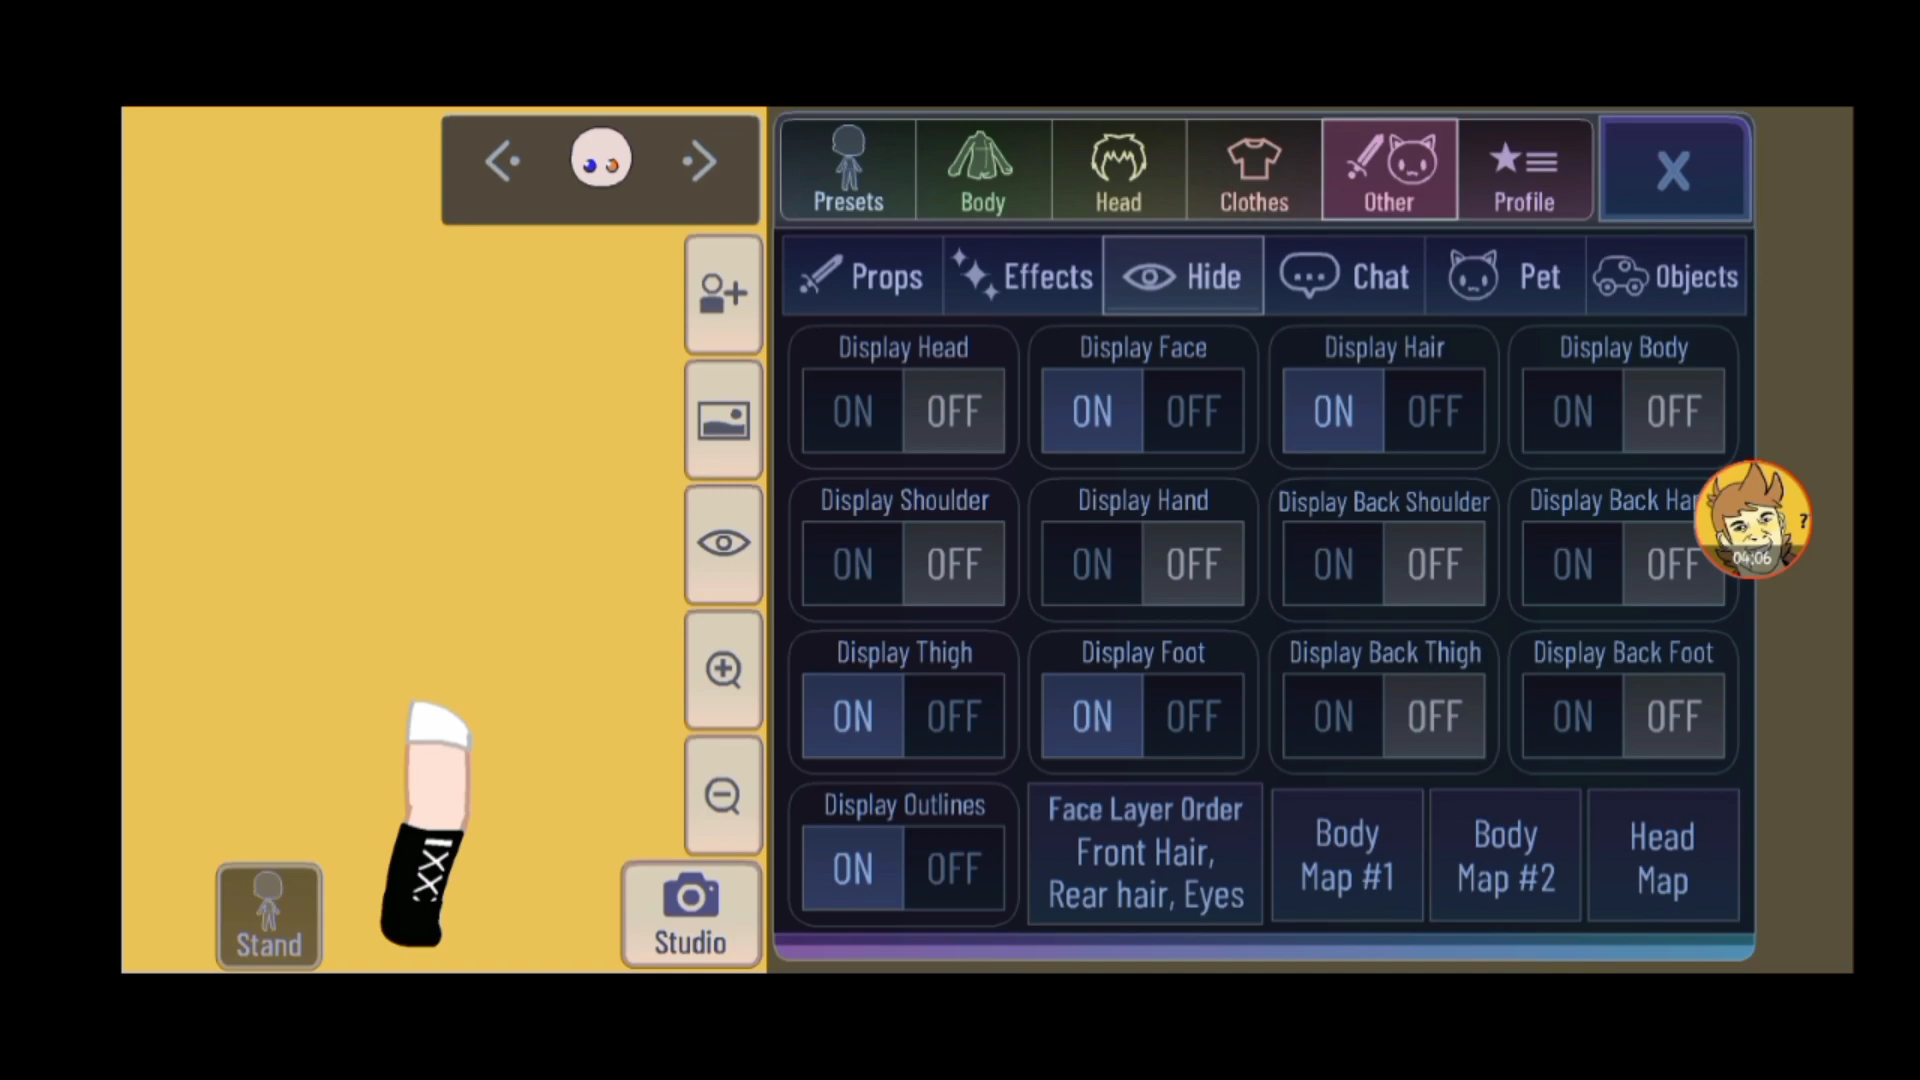 Presets
Body
Head
Clothes
Other
Profile
X
Props
Effects
Hide
Chat
Pet
Objects
Display Head
Display Face
Display Hair
Display Body
ON OFF
ON OFF
ON OFF
ON OFF
Display Shoulder
Display Hand
Display Back Shoulder
Display Back Han
?
ON OFF
ON OFF
ON OFF
ON OFF
04:06
Display Thigh
Display Foot
Display Back Thigh
Display Back Foot
ON OFF
ON OFF
ON OFF
ON OFF
Display Outlines
ON OFF
Face Layer Order
Front Hair,
Rear hair, Eyes
Body
Map #1
Body
Map #2
Head
Map
Stand
Studio